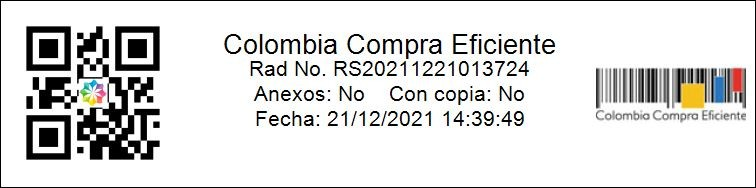 Colombia Compra Eficiente
Rad No. RS20211221013724
Anexos: No    Con copia: No
Fecha: 21/12/2021 14:39:49
Colombia Compra Eficiente